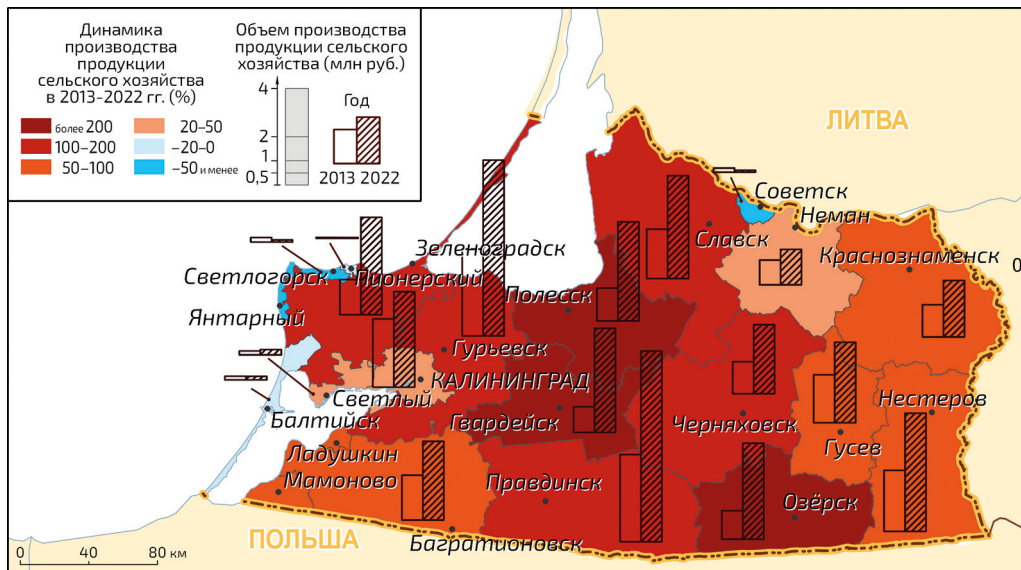 Динамика
производства
продукции
сельского хозяйства
в 2013-2022 гг. (%)
более 200
100–200
50–100
20–50
–20–0
–50 и менее
Объем производства
продукции сельского
хозяйства (млн руб.)
4
2
1
0,5
Год
2013 2022
ЛИТВА
Советск
Неман
Славск
Краснознаменск
0
Зеленоградск
Светлогорск
Пионерский
Полесск
Янтарный
Гурьевск
КАЛИНИНГРАД
Светлый
Балтийск
Гвардейск
Черняховск
Нестеров
Гусев
Ладушкин
Мамоново
Правдинск
Озёрск
Багратионовск
ПОЛЬША
0 40 80 км